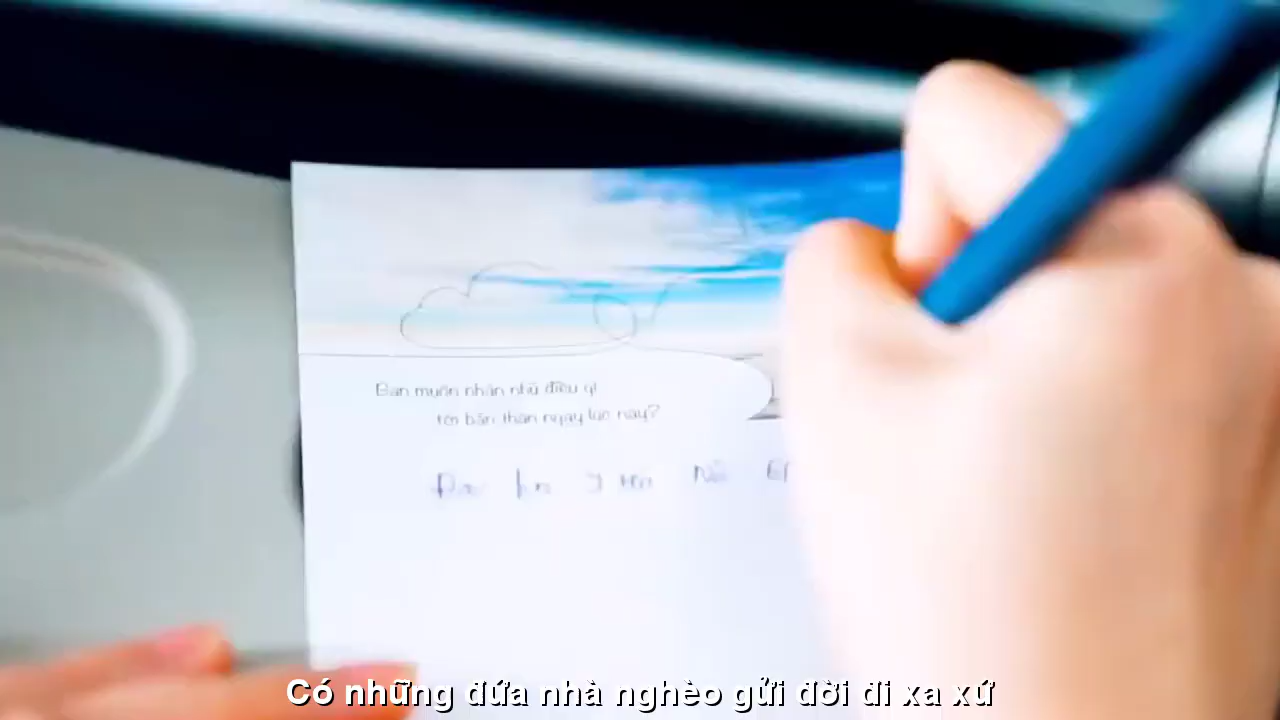 Bạn muốn nhắn nhủ điều gì
tới bản thân ngay lúc này?
Có những đứa nhà nghèo gửi đời đi xa xứ